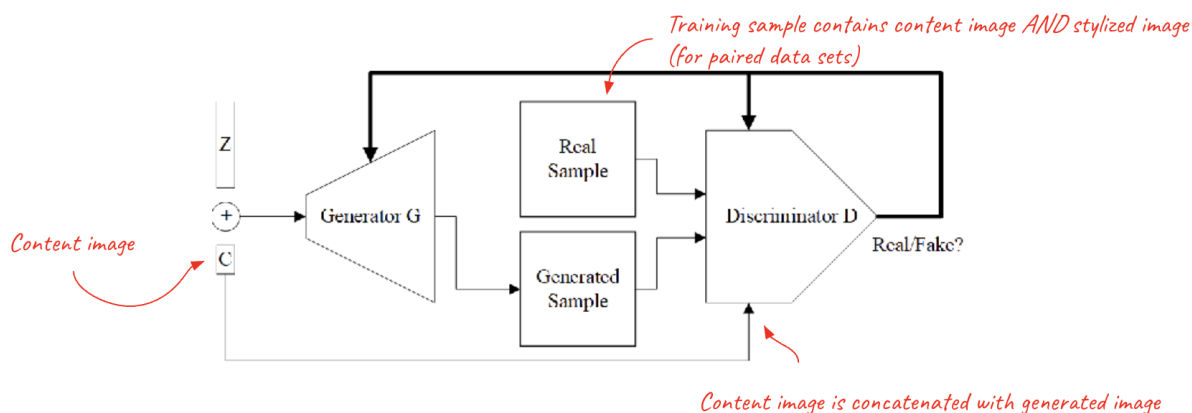 Training sample contains content image AND stylized image
(for paired data sets)
Z
Real
Sample
+
Generator G
Discriminator D
Content image
C
Real/Fake?
Generated
Sample
Content image is concatenated with generated image